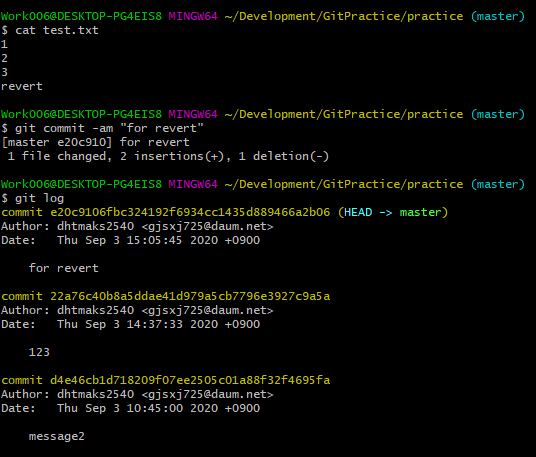 Work006@DESKTOP-PG4EIS8 MINGW64 ~/Development/GitPractice/practice (master)
$ cat test.txt
1
2
3
revert
Work006@DESKTOP-PG4EIS8 MINGW64 ~/Development/GitPractice/practice (master)
$ git commit -am "for revert"
[master e20c910] for revert
 1 file changed, 2 insertions(+), 1 deletion(-)
Work006@DESKTOP-PG4EIS8 MINGW64 ~/Development/GitPractice/practice (master)
$ git log
commit e20c9106fbc324192f6934cc1435d889466a2b06 (HEAD -> master)
Author: dhtmaks2540 <gjsxj725@daum.net>
Date:   Thu Sep 3 15:05:45 2020 +0900
    for revert
commit 22a76c40b8a5ddae41d979a5cb7796e3927c9a5a
Author: dhtmaks2540 <gjsxj725@daum.net>
Date:   Thu Sep 3 14:37:33 2020 +0900
    123
commit d4e46cb1d718209f07ee2505c01a88f32f4695fa
Author: dhtmaks2540 <gjsxj725@daum.net>
Date:   Thu Sep 3 10:45:00 2020 +0900
    message2